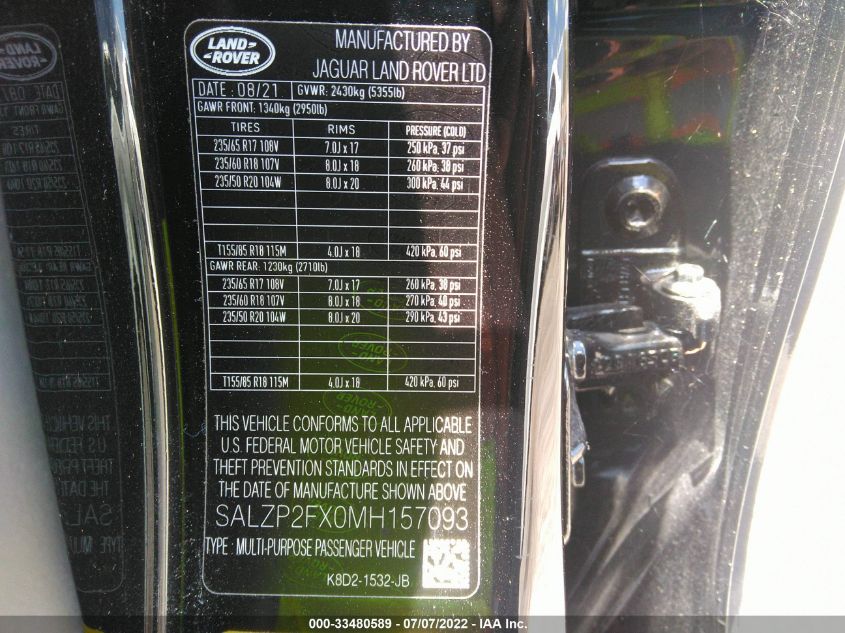 LAND-
-ROVER
MANUFACTURED BY
JAGUAR LAND ROVER LTD
DATE : 08/21 GVWR: 2430kg (5355lb)
GAWR FRONT: 1340kg (2950lb)
TIRES RIMS PRESSURE (COLD)
235/65 R17 108V 7.0J x 17 250 kPa, 37 psi
235/60 R18 107V 8.0J x 18 260 kPa, 38 psi
235/50 R20 104W 8.0J x 20 300 kPa, 44 psi
T155/85 R18 115M 4.0J x 18 420 kPa, 60 psi
GAWR REAR: 1230kg (2710lb)
235/65 R17 108V 7.0J x 17 260 kPa, 38 psi
235/60 R18 107V 8.0J x 18 270 kPa, 40 psi
235/50 R20 104W 8.0J x 20 290 kPa, 43 psi
T155/85 R18 115M 4.0J x 18 420 kPa, 60 psi
THIS VEHICLE CONFORMS TO ALL APPLICABLE
U.S. FEDERAL MOTOR VEHICLE SAFETY AND
THEFT PREVENTION STANDARDS IN EFFECT ON
THE DATE OF MANUFACTURE SHOWN ABOVE
SALZP2FX0MH157093
TYPE : MULTI-PURPOSE PASSENGER VEHICLE
K8D2-1532-JB
000-33480589 - 07/07/2022 - IAA Inc.